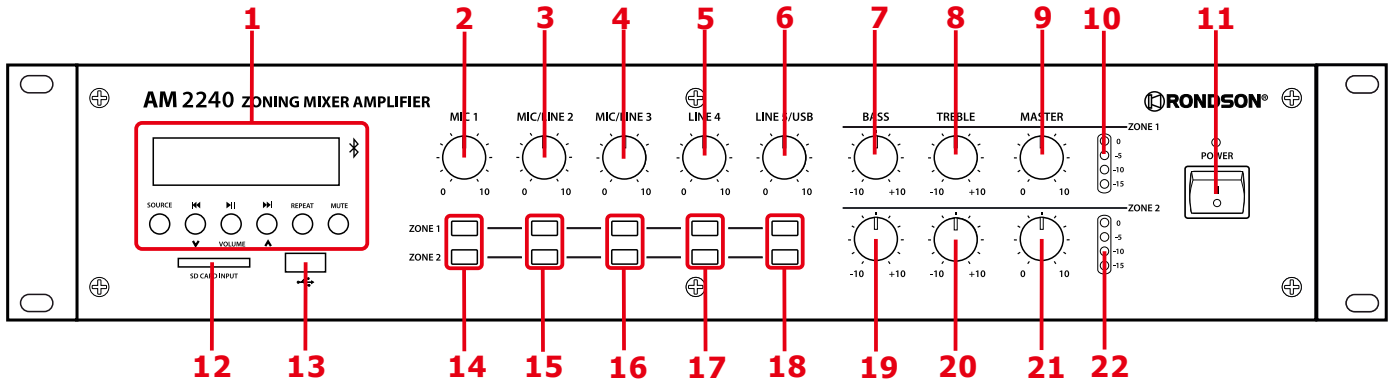 1 2 3 4 5 6 7 8 9 10 11
AM 2240 ZONING MIXER AMPLIFIER
RONDSON®
MIC 1 MIC/LINE 2 MIC/LINE 3 LINE 4 LINE 5/USB BASS TREBLE MASTER
ZONE 1
0
-5
-10
-15
POWER
0 10 0 10 0 10 0 10 0 10 -10 +10 -10 +10 0 10
SOURCE REPEAT MUTE
VOLUME
SD CARD INPUT
ZONE 1
ZONE 2
ZONE 2
0
-5
-10
-15
-10 +10 -10 +10 0 10
12 13 14 15 16 17 18 19 20 21 22